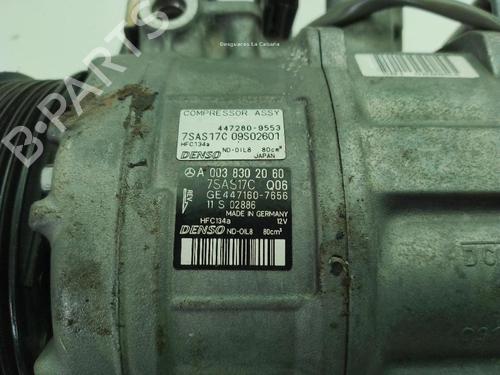 Desguaces La Cabaña
COMPRESSOR ASSY
447280-9553
7SAS17C 09S02601
HFC134a ND-OIL8 80cm³
DENSO JAPAN
A 003 830 20 60
7SAS17C Q06
REV GE447160-7656
11 S 02886
MADE IN GERMANY
HFC134a 12V
DENSO ND-OIL8 80cm³